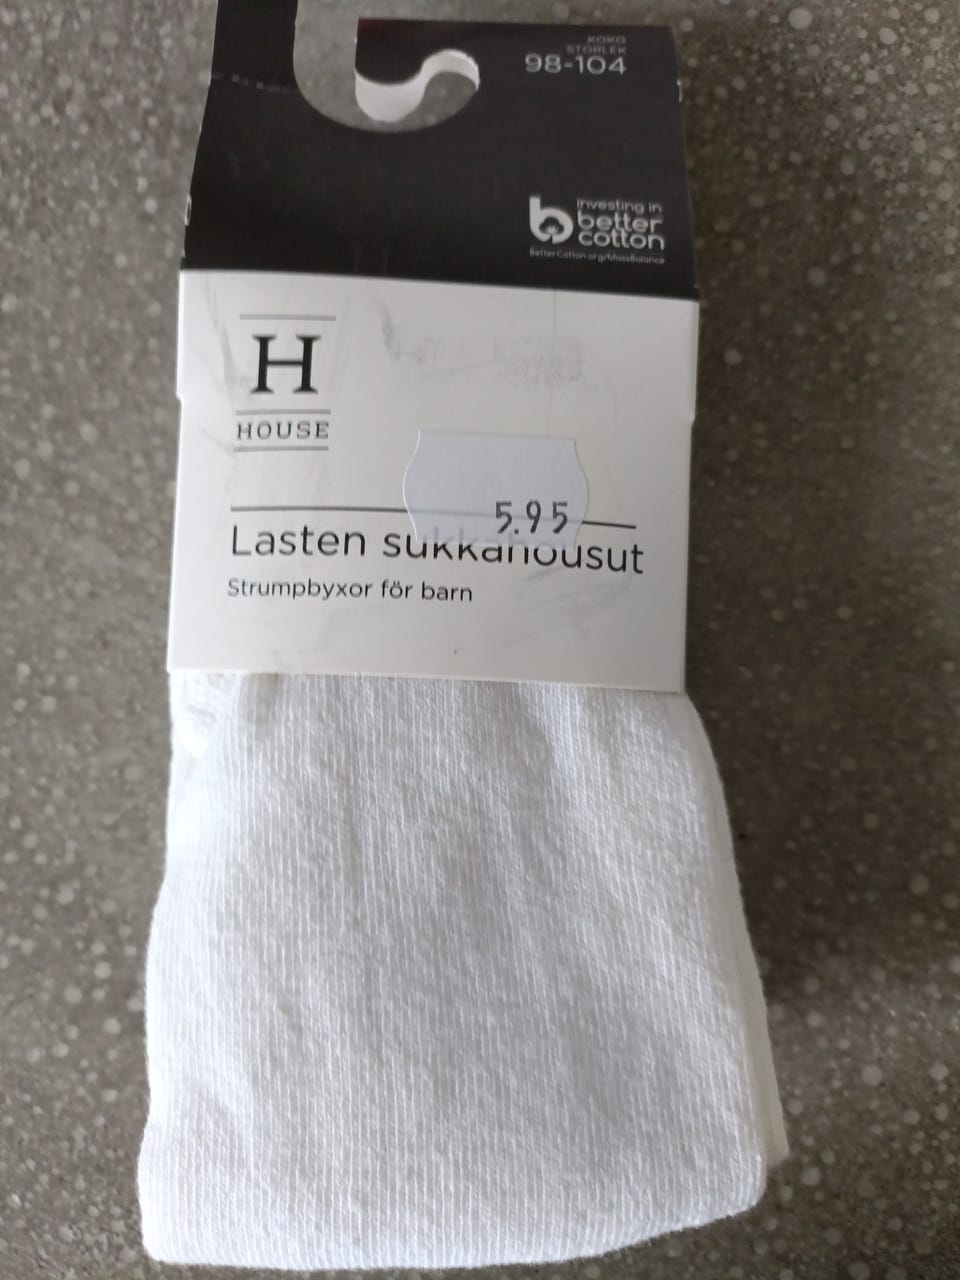 KOKO
STORLEK
98-104
investing in
better
cotton
BetterCotton.org/MassBalance
H
HOUSE
5.95
Lasten sukkahousut
Strumpbyxor för barn